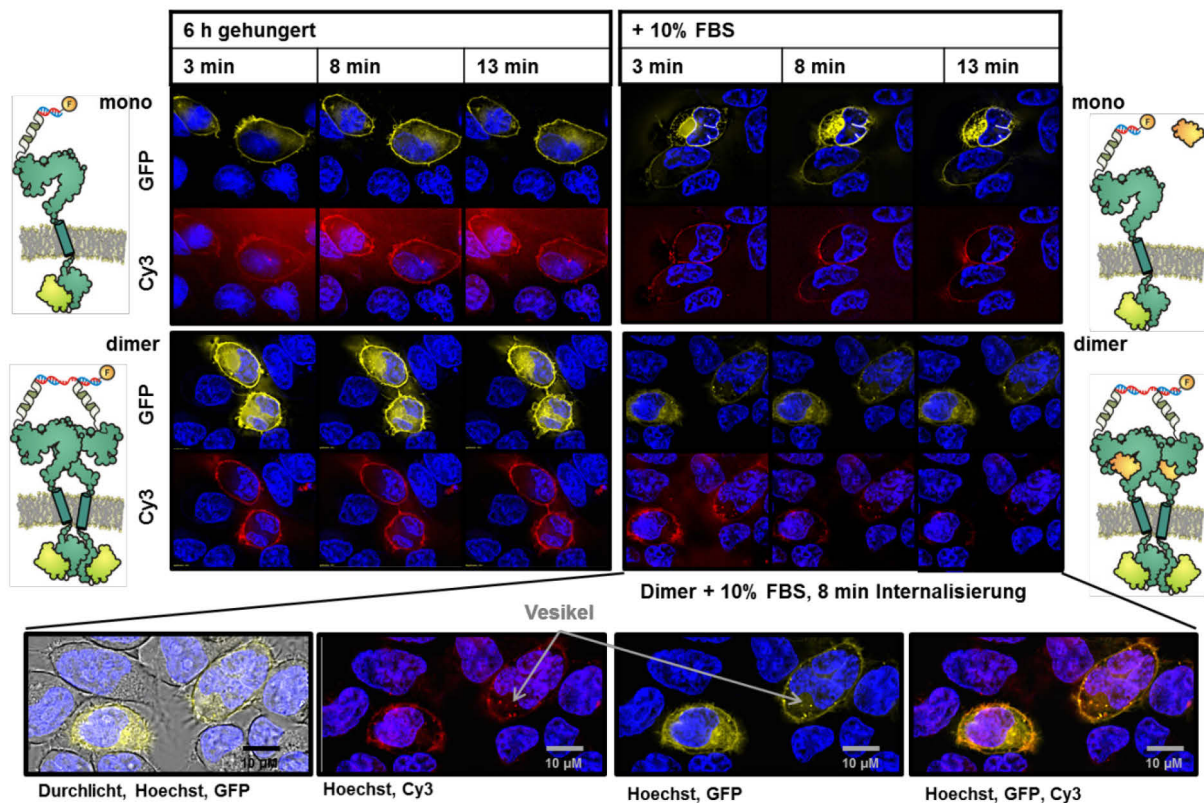 6 h gehungert
+ 10% FBS
3 min
8 min
13 min
3 min
8 min
13 min
mono
F
GFP
Cy3
mono
F
dimer
F
GFP
Cy3
dimer
F
Dimer + 10% FBS, 8 min Internalisierung
Vesikel
10 µM
10 µM
10 µM
10 µM
Durchlicht, Hoechst, GFP
Hoechst, Cy3
Hoechst, GFP
Hoechst, GFP, Cy3